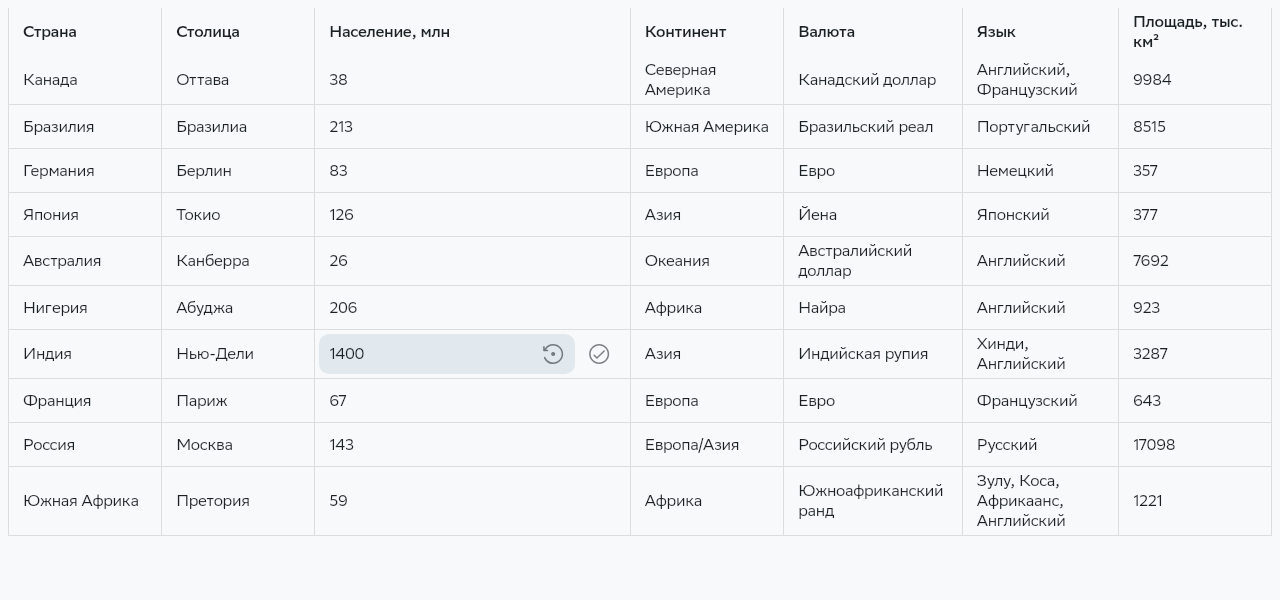 Страна Столица Население, млн Континент Валюта Язык Площадь, тыс. км²
Канада Оттава 38 Северная Америка Канадский доллар Английский, Французский 9984
Бразилия Бразилиа 213 Южная Америка Бразильский реал Португальский 8515
Германия Берлин 83 Европа Евро Немецкий 357
Япония Токио 126 Азия Йена Японский 377
Австралия Канберра 26 Океания Австралийский доллар Английский 7692
Нигерия Абуджа 206 Африка Найра Английский 923
Индия Нью-Дели 1400 Азия Индийская рупия Хинди, Английский 3287
Франция Париж 67 Европа Евро Французский 643
Россия Москва 143 Европа/Азия Российский рубль Русский 17098
Южная Африка Претория 59 Африка Южноафриканский ранд Зулу, Коса, Африкаанс, Английский 1221